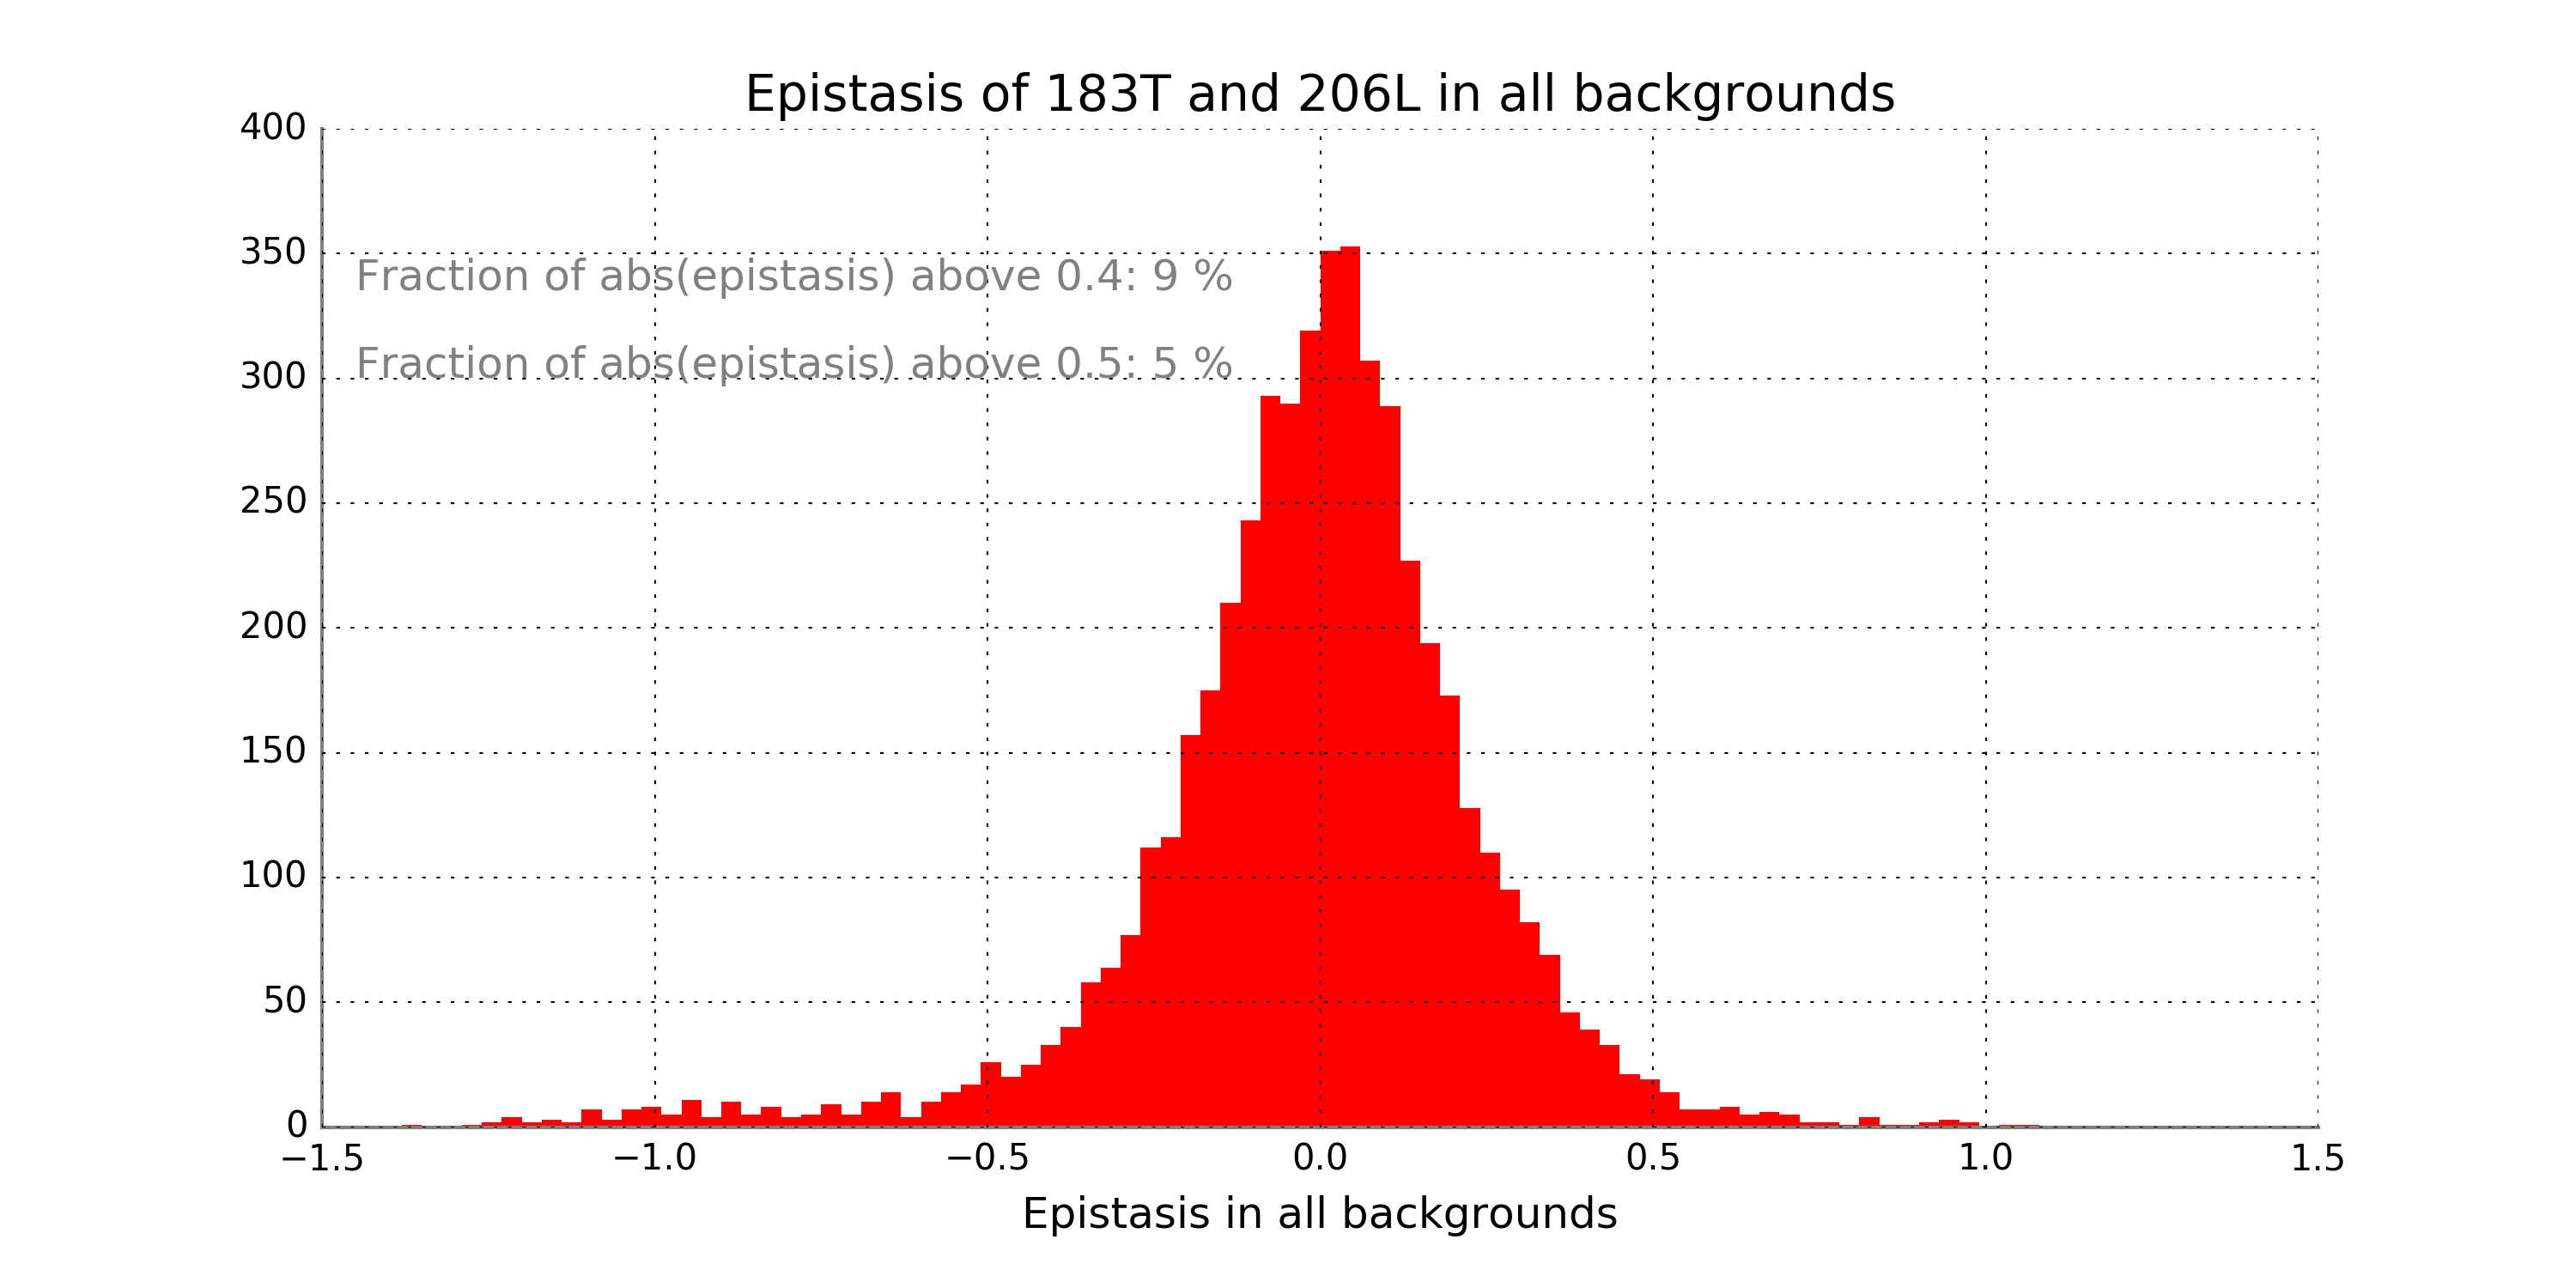 Epistasis of 183T and 206L in all backgrounds
400
350
Fraction of abs(epistasis) above 0.4: 9 %
Fraction of abs(epistasis) above 0.5: 5 %
300
250
200
150
100
50
0
−1.5 −1.0 −0.5 0.0 0.5 1.0 1.5
Epistasis in all backgrounds